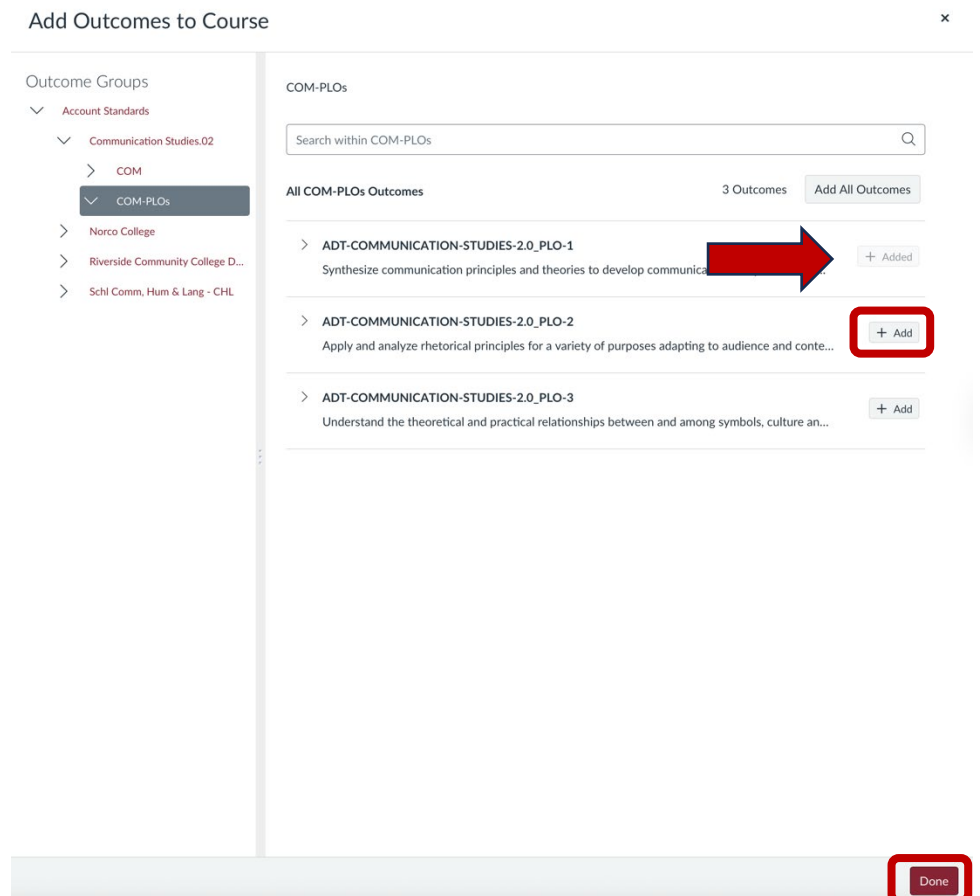 Add Outcomes to Course
×
Outcome Groups
Account Standards
Communication Studies.02
COM
COM-PLOs
Norco College
Riverside Community College D...
Schl Comm, Hum & Lang - CHL
COM-PLOs
Search within COM-PLOs
All COM-PLOs Outcomes 3 Outcomes Add All Outcomes
ADT-COMMUNICATION-STUDIES-2.0_PLO-1
+ Added
Synthesize communication principles and theories to develop
ADT-COMMUNICATION-STUDIES-2.0_PLO-2
+ Add
Apply and analyze rhetorical principles for a variety of purposes adapting to audience and conte...
ADT-COMMUNICATION-STUDIES-2.0_PLO-3
+ Add
Understand the theoretical and practical relationships between and among symbols, culture an...
Done